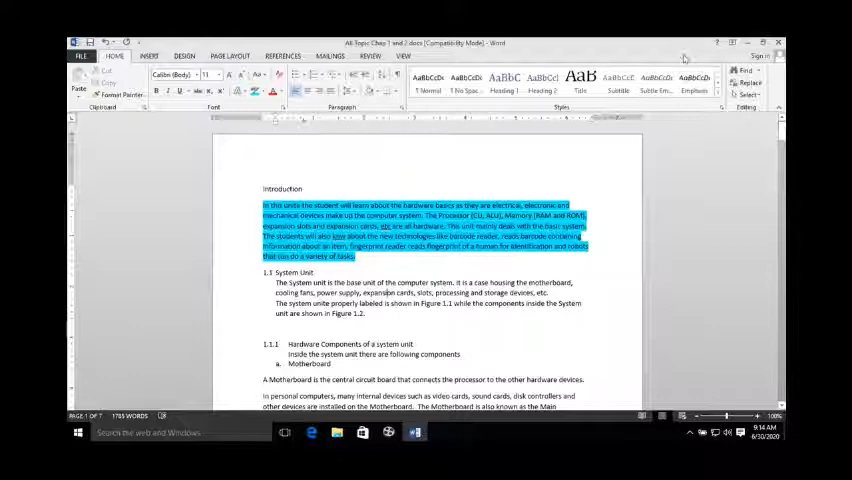 All Topic Chap 1 and 2.docx [Compatibility Mode] - Word
FILE HOME INSERT DESIGN PAGE LAYOUT REFERENCES MAILINGS REVIEW VIEW Sign in
Paste Cut Copy Format Painter
Calibri (Body) 11
AaBbCcDc AaBbCcDc AaBbC AaBbCcI AaB AaBbCcD AaBbCcDc AaBbCcDc
¶ Normal ¶ No Spac... Heading 1 Heading 2 Title Subtitle Subtle Em... Emphasis
Find
Replace
Select
Clipboard Font Paragraph Styles Editing
Introduction
In this unite the student will learn about the hardware basics as they are electrical, electronic and
mechanical devices make up the computer system. The Processor (CU, ALU), Memory (RAM and ROM),
expansion slots and expansion cards, etc are all hardware. This unit mainly deals with the basic system.
The students will also kow about the new technologies like barcode reader, reads barcode containing
information about an item, fingerprint reader reads fingerprint of a human for identification and robots
that can do a variety of tasks.
1.1 System Unit
The System unit is the base unit of the computer system. It is a case housing the motherboard,
cooling fans, power supply, expansion cards, slots, processing and storage devices, etc.
The system unite properly labeled is shown in Figure 1.1 while the components inside the System
unit are shown in Figure 1.2.
1.1.1 Hardware Components of a system unit
Inside the system unit there are following components
a. Motherboard
A Motherboard is the central circuit board that connects the processor to the other hardware devices.
In personal computers, many internal devices such as video cards, sound cards, disk controllers and
other devices are installed on the Motherboard. The Motherboard is also known as the Main
PAGE 1 OF 7 1785 WORDS 100%
Search the web and Windows
9:14 AM
6/30/2020